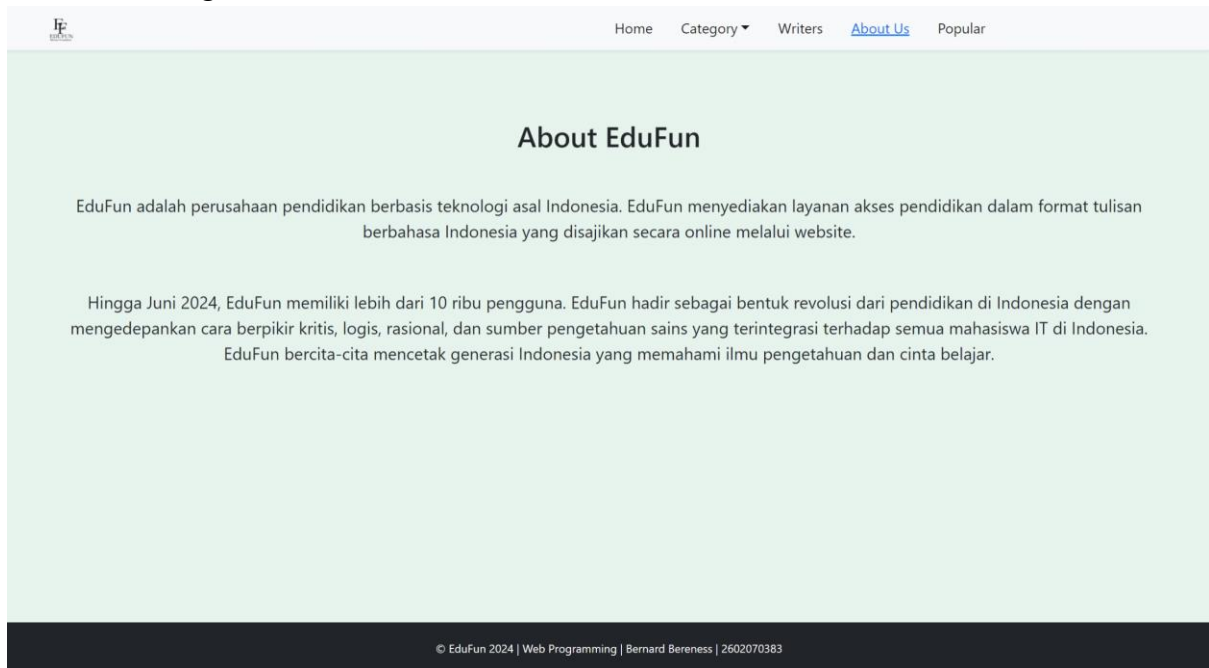 EF
EDUFUN
Home Category Writers About Us Popular
About EduFun
EduFun adalah perusahaan pendidikan berbasis teknologi asal Indonesia. EduFun menyediakan layanan akses pendidikan dalam format tulisan
berbahasa Indonesia yang disajikan secara online melalui website.
Hingga Juni 2024, EduFun memiliki lebih dari 10 ribu pengguna. EduFun hadir sebagai bentuk revolusi dari pendidikan di Indonesia dengan
mengedepankan cara berpikir kritis, logis, rasional, dan sumber pengetahuan sains yang terintegrasi terhadap semua mahasiswa IT di Indonesia.
EduFun bercita-cita mencetak generasi Indonesia yang memahami ilmu pengetahuan dan cinta belajar.
© EduFun 2024 | Web Programming | Bernard Bereness | 2602070383